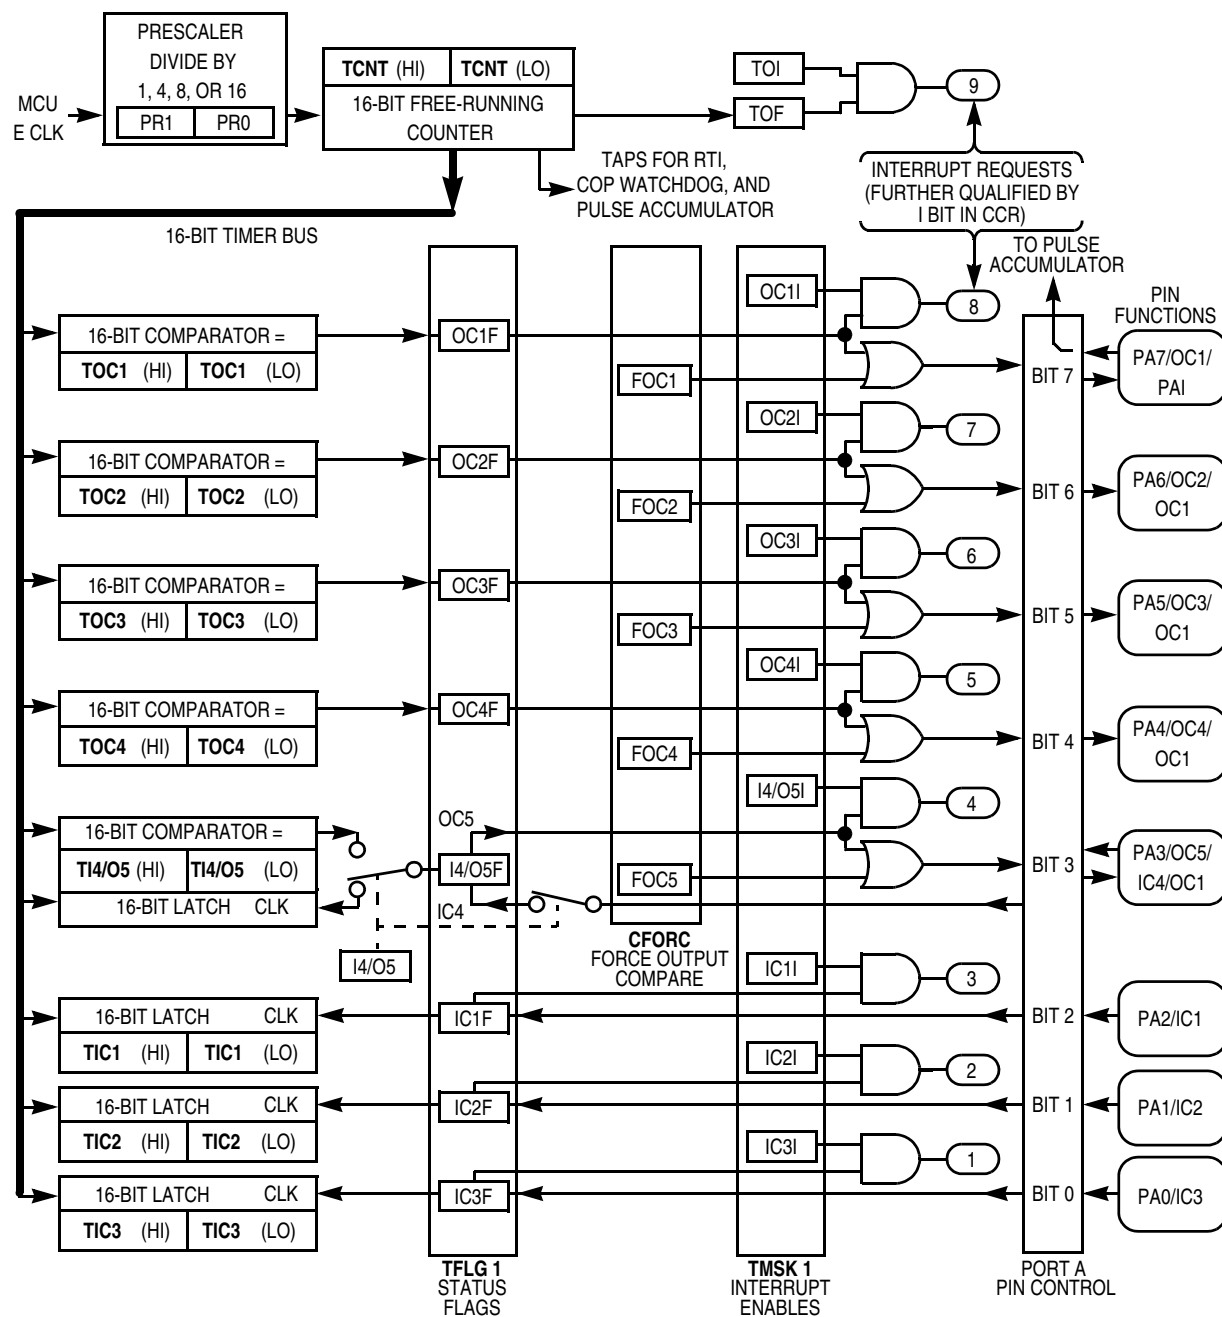 PRESCALER
DIVIDE BY
1, 4, 8, OR 16
PR1 PR0
MCU
E CLK
TCNT (HI) TCNT (LO)
16-BIT FREE-RUNNING
COUNTER
TOI
TOF
9
TAPS FOR RTI,
COP WATCHDOG, AND
PULSE ACCUMULATOR
INTERRUPT REQUESTS
(FURTHER QUALIFIED BY
I BIT IN CCR)
16-BIT TIMER BUS
TO PULSE
ACCUMULATOR
PIN
FUNCTIONS
OC1I
8
16-BIT COMPARATOR =
TOC1 (HI) TOC1 (LO)
OC1F
FOC1
BIT 7
PA7/OC1/
PAI
OC2I
7
16-BIT COMPARATOR =
TOC2 (HI) TOC2 (LO)
OC2F
FOC2
BIT 6
PA6/OC2/
OC1
OC3I
6
16-BIT COMPARATOR =
TOC3 (HI) TOC3 (LO)
OC3F
FOC3
BIT 5
PA5/OC3/
OC1
OC4I
5
16-BIT COMPARATOR =
TOC4 (HI) TOC4 (LO)
OC4F
FOC4
BIT 4
PA4/OC4/
OC1
I4/O5I
4
16-BIT COMPARATOR =
TI4/O5 (HI) TI4/O5 (LO)
16-BIT LATCH CLK
OC5
I4/O5F
IC4
I4/O5
FOC5
BIT 3
PA3/OC5/
IC4/OC1
CFORC
FORCE OUTPUT
COMPARE
IC1I
3
16-BIT LATCH CLK
TIC1 (HI) TIC1 (LO)
IC1F
BIT 2
PA2/IC1
IC2I
2
16-BIT LATCH CLK
TIC2 (HI) TIC2 (LO)
IC2F
BIT 1
PA1/IC2
IC3I
1
16-BIT LATCH CLK
TIC3 (HI) TIC3 (LO)
IC3F
BIT 0
PA0/IC3
TFLG 1
STATUS
FLAGS
TMSK 1
INTERRUPT
ENABLES
PORT A
PIN CONTROL